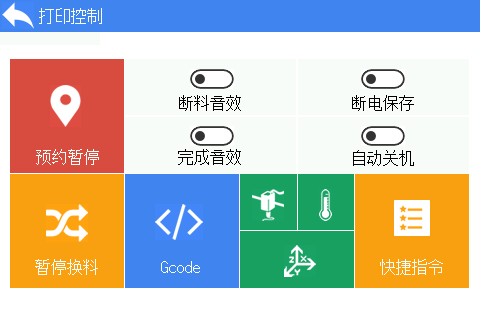 打印控制
断料音效
断电保存
预约暂停
完成音效
自动关机
暂停换料
Gcode
Z
X
Y
快捷指令